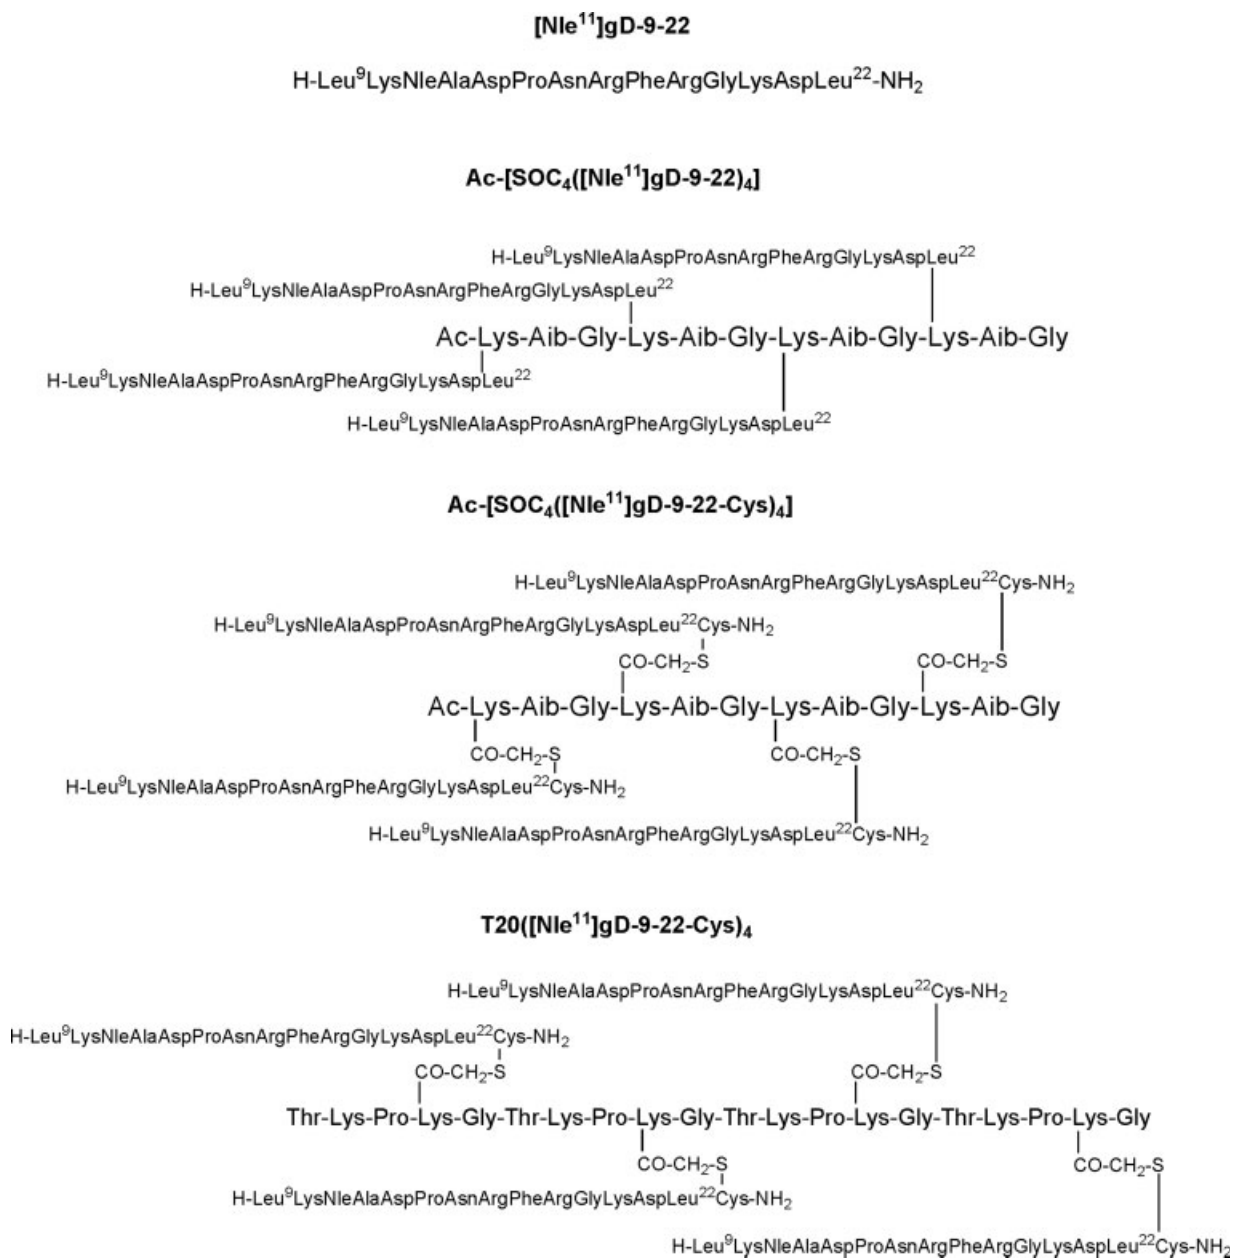 [Nle¹¹]gD-9-22
H-Leu⁹LysNleAlaAspProAsnArgPheArgGlyLysAspLeu²²-NH₂
Ac-[SOC₄([Nle¹¹]gD-9-22)₄]
H-Leu⁹LysNleAlaAspProAsnArgPheArgGlyLysAspLeu²²
H-Leu⁹LysNleAlaAspProAsnArgPheArgGlyLysAspLeu²²
Ac-Lys-Aib-Gly-Lys-Aib-Gly-Lys-Aib-Gly-Lys-Aib-Gly
H-Leu⁹LysNleAlaAspProAsnArgPheArgGlyLysAspLeu²²
H-Leu⁹LysNleAlaAspProAsnArgPheArgGlyLysAspLeu²²
Ac-[SOC₄([Nle¹¹]gD-9-22-Cys)₄]
H-Leu⁹LysNleAlaAspProAsnArgPheArgGlyLysAspLeu²²Cys-NH₂
H-Leu⁹LysNleAlaAspProAsnArgPheArgGlyLysAspLeu²²Cys-NH₂
CO-CH₂-S CO-CH₂-S
Ac-Lys-Aib-Gly-Lys-Aib-Gly-Lys-Aib-Gly-Lys-Aib-Gly
CO-CH₂-S CO-CH₂-S
H-Leu⁹LysNleAlaAspProAsnArgPheArgGlyLysAspLeu²²Cys-NH₂
H-Leu⁹LysNleAlaAspProAsnArgPheArgGlyLysAspLeu²²Cys-NH₂
T20([Nle¹¹]gD-9-22-Cys)₄
H-Leu⁹LysNleAlaAspProAsnArgPheArgGlyLysAspLeu²²Cys-NH₂
H-Leu⁹LysNleAlaAspProAsnArgPheArgGlyLysAspLeu²²Cys-NH₂
CO-CH₂-S CO-CH₂-S
Thr-Lys-Pro-Lys-Gly-Thr-Lys-Pro-Lys-Gly-Thr-Lys-Pro-Lys-Gly-Thr-Lys-Pro-Lys-Gly
CO-CH₂-S CO-CH₂-S
H-Leu⁹LysNleAlaAspProAsnArgPheArgGlyLysAspLeu²²Cys-NH₂
H-Leu⁹LysNleAlaAspProAsnArgPheArgGlyLysAspLeu²²Cys-NH₂